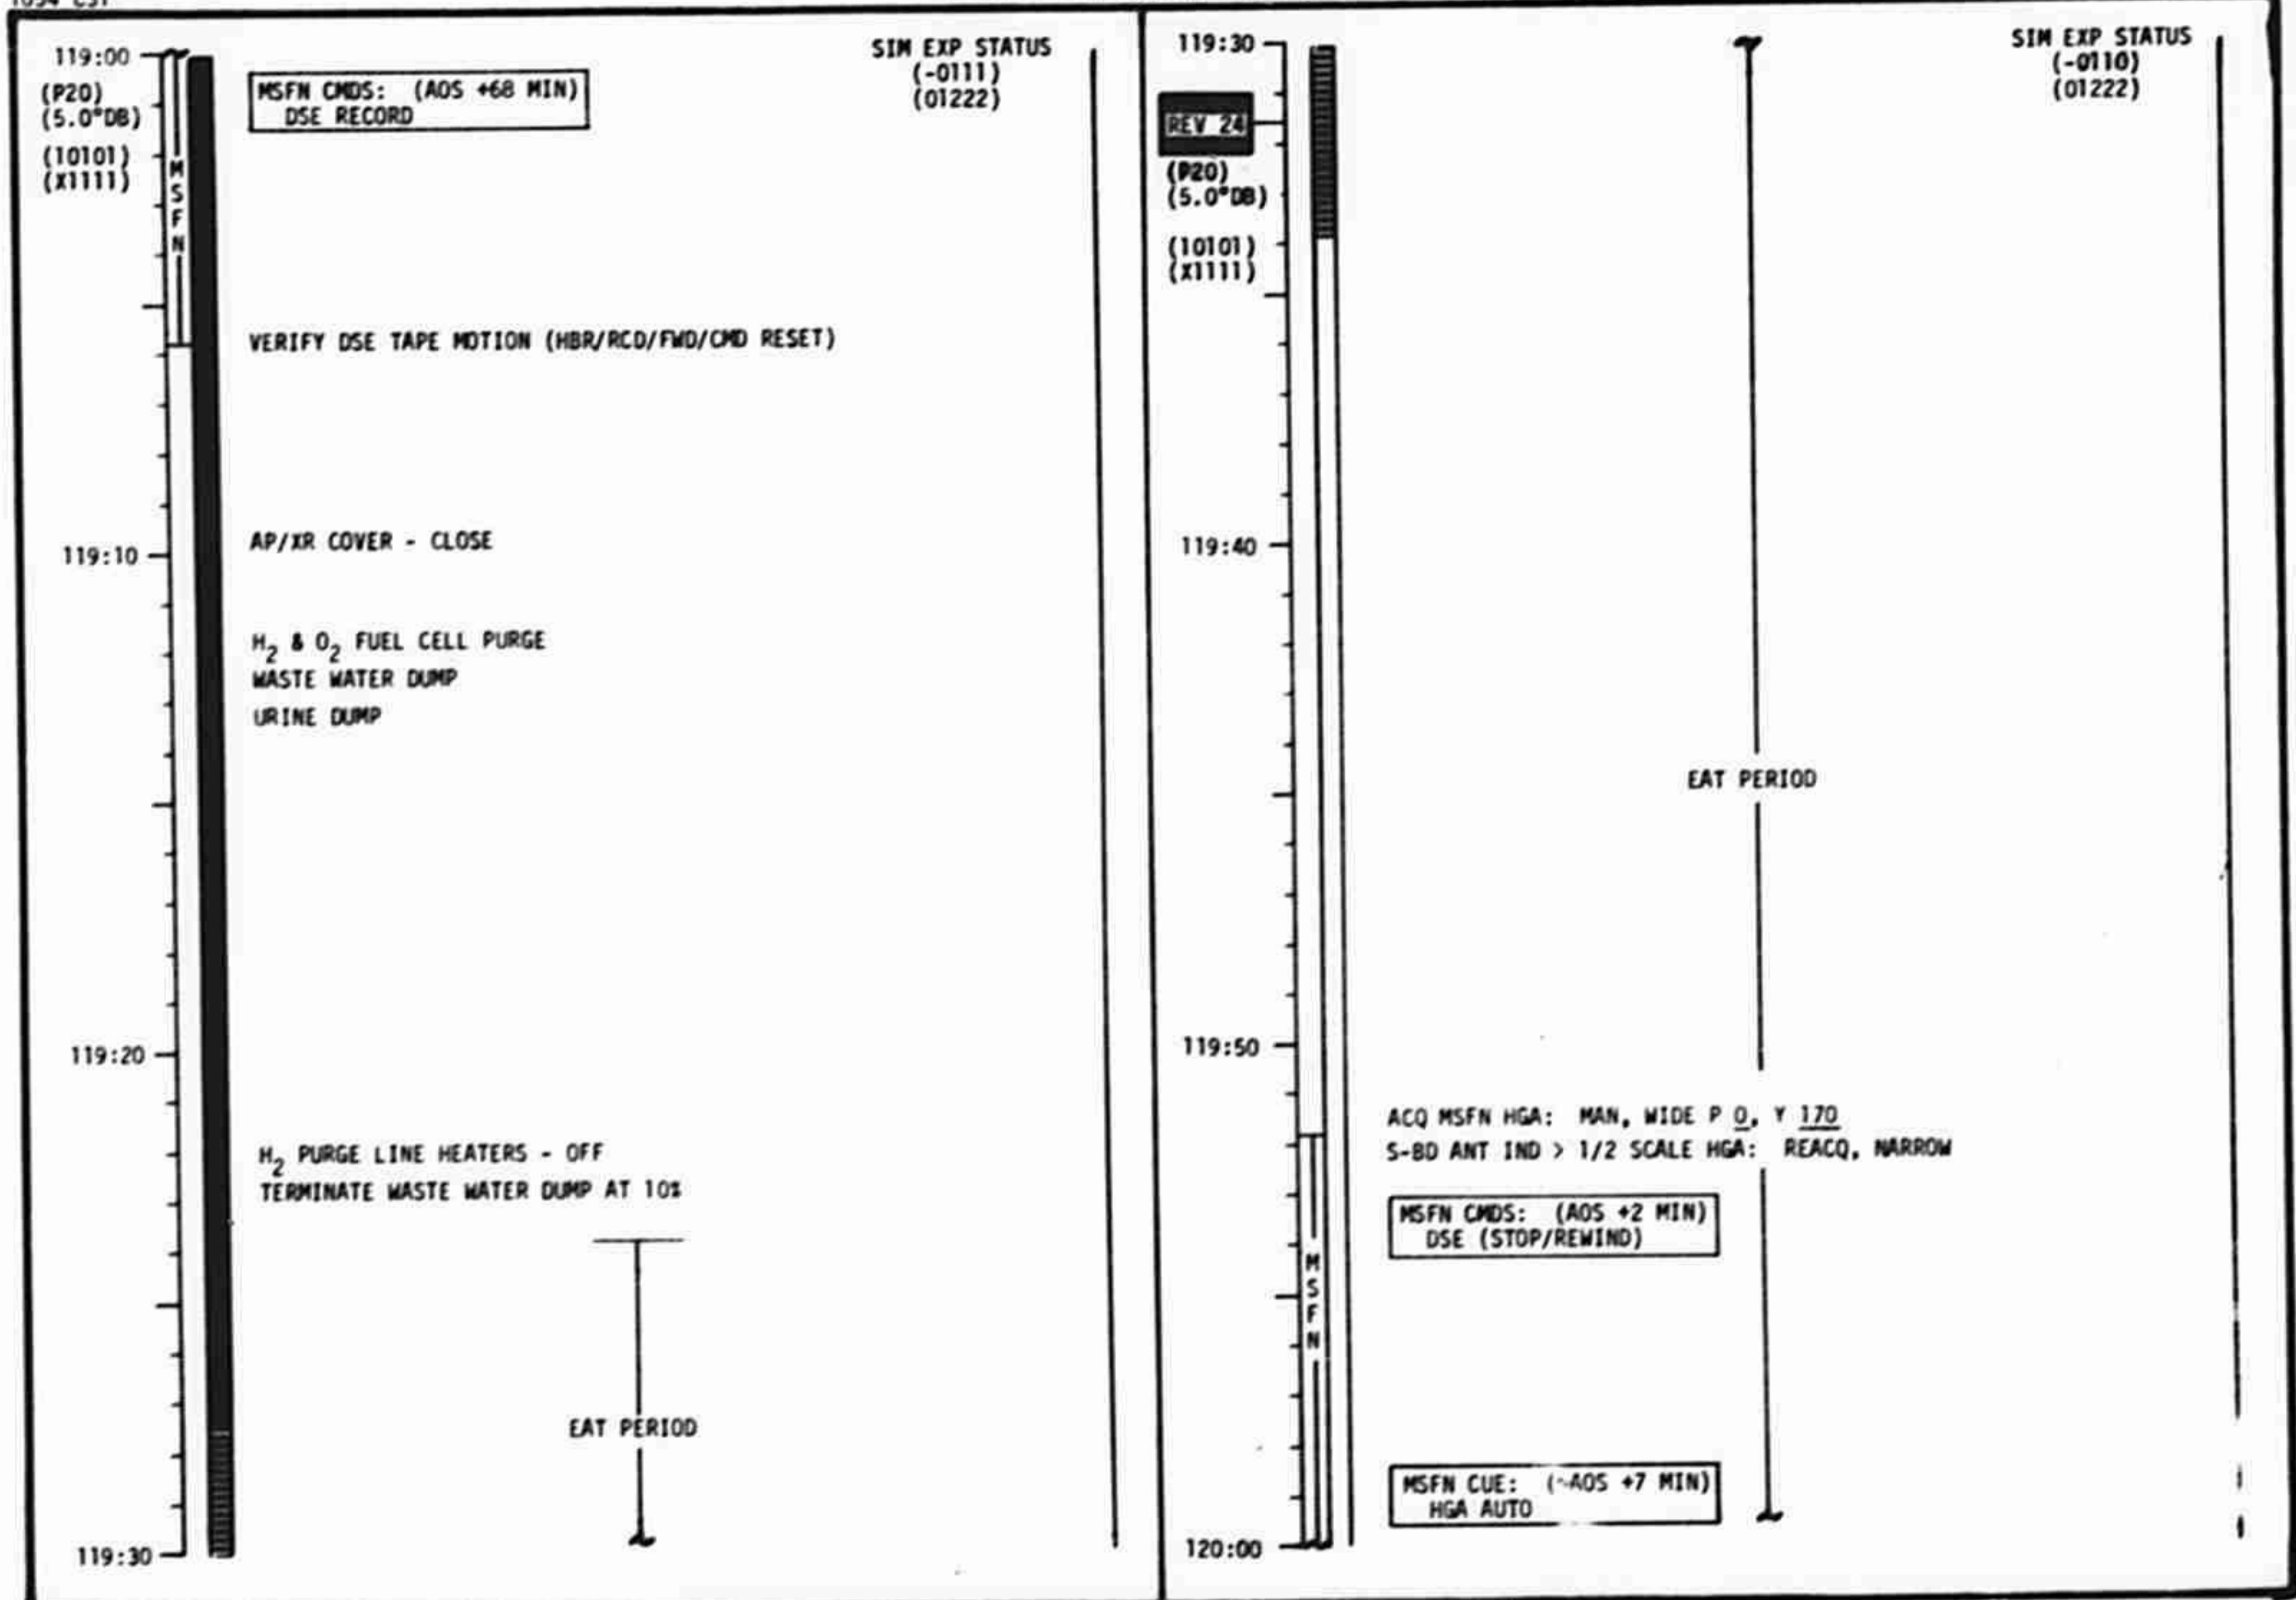 119:00
(P20)
(5.0°DB)
(10101)
(X1111)
MSFN
MSFN CMDS: (AOS +68 MIN)
DSE RECORD
SIM EXP STATUS
(-0111)
(01222)
VERIFY DSE TAPE MOTION (HBR/RCD/FWD/CMD RESET)
119:10
AP/XR COVER - CLOSE
H2 & O2 FUEL CELL PURGE
WASTE WATER DUMP
URINE DUMP
119:20
H2 PURGE LINE HEATERS - OFF
TERMINATE WASTE WATER DUMP AT 10%
EAT PERIOD
119:30
119:30
REV 24
(P20)
(5.0°DB)
(10101)
(X1111)
SIM EXP STATUS
(-0110)
(01222)
119:40
EAT PERIOD
119:50
ACQ MSFN HGA: MAN, WIDE P 0, Y 170
S-BD ANT IND > 1/2 SCALE HGA: REACQ, NARROW
MSFN CMDS: (AOS +2 MIN)
DSE (STOP/REWIND)
MSFN
MSFN CUE: (~AOS +7 MIN)
HGA AUTO
120:00